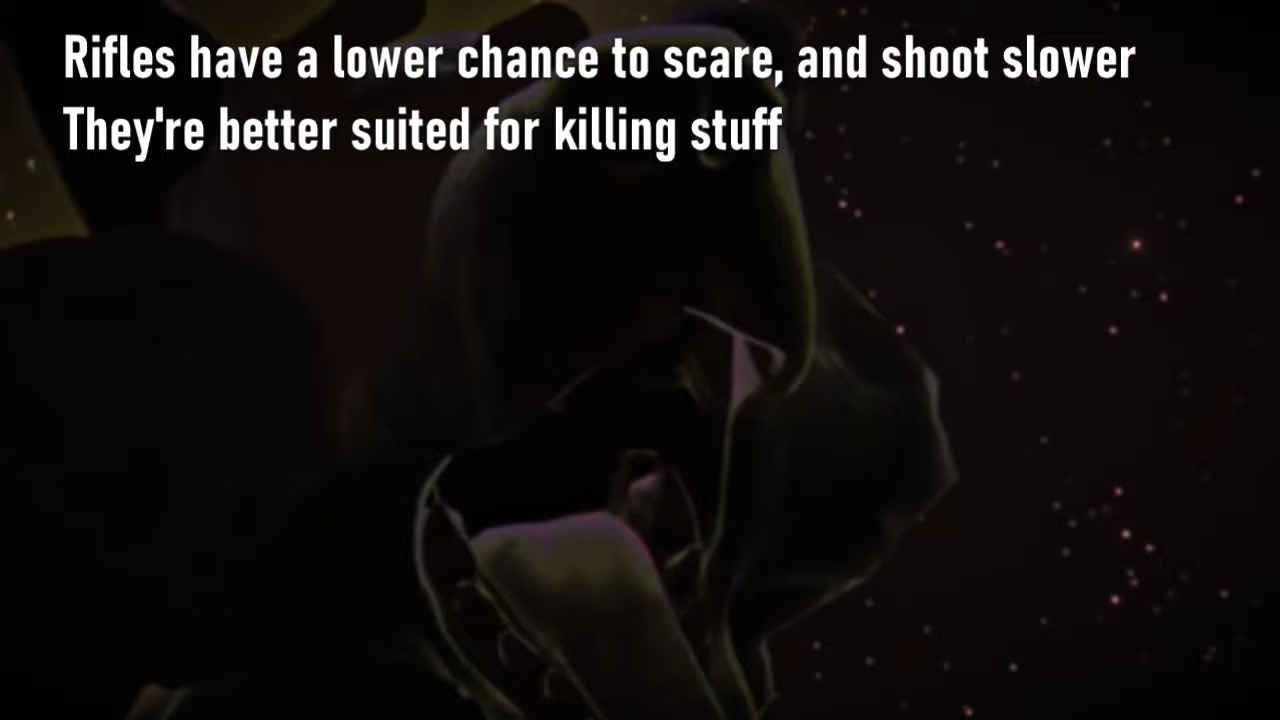 Rifles have a lower chance to scare, and shoot slower
They're better suited for killing stuff